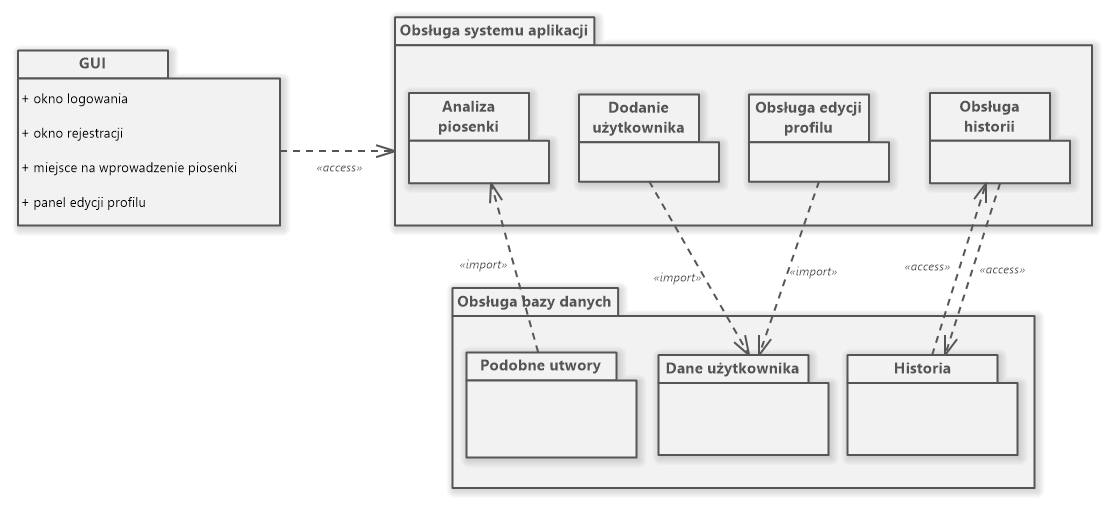 GUI
+ okno logowania
+ okno rejestracji
+ miejsce na wprowadzenie piosenki
+ panel edycji profilu
«access»
Obsługa systemu aplikacji
Analiza
piosenki
Dodanie
użytkownika
Obsługa edycji
profilu
Obsługa
historii
«import»
«import»
«import»
«access»
«access»
Obsługa bazy danych
Podobne utwory
Dane użytkownika
Historia